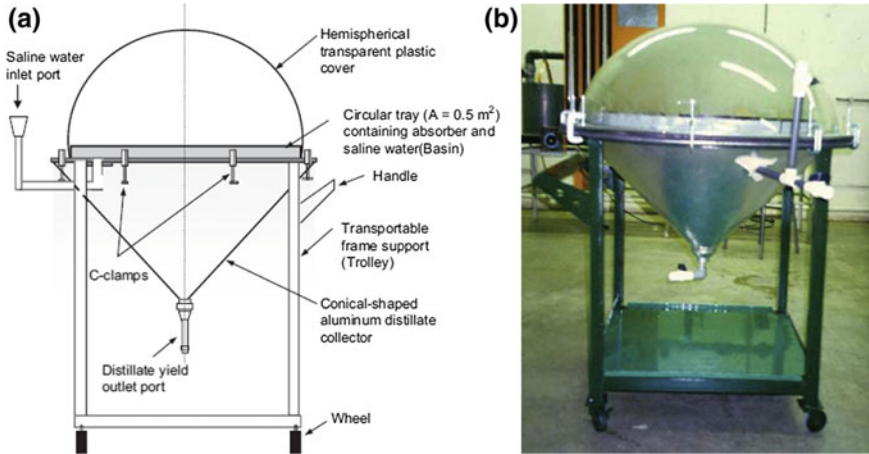 (a)
Saline water
inlet port
Hemispherical
transparent plastic
cover
Circular tray (A = 0.5 m²)
containing absorber and
saline water(Basin)
Handle
Transportable
frame support
(Trolley)
C-clamps
Conical-shaped
aluminum distillate
collector
Distillate yield
outlet port
Wheel
(b)